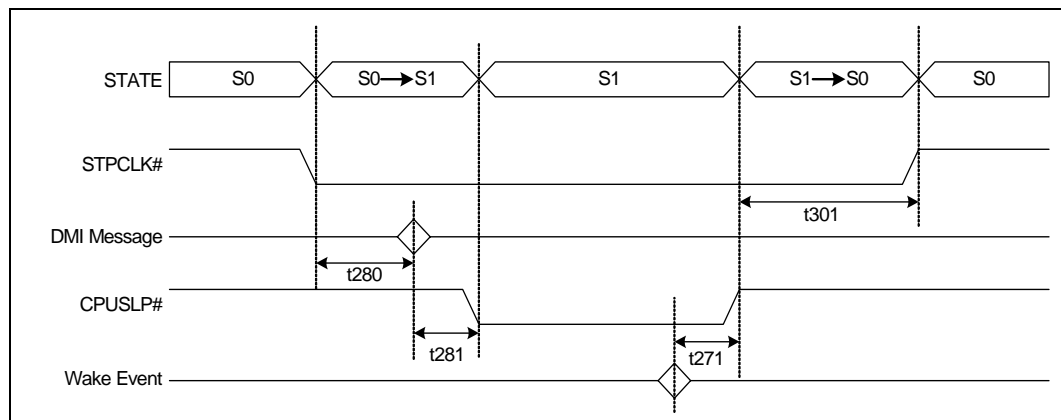 STATE S0 S0→S1 S1 S1→S0 S0
STPCLK#
t301
DMI Message
t280
CPUSLP#
t281
t271
Wake Event